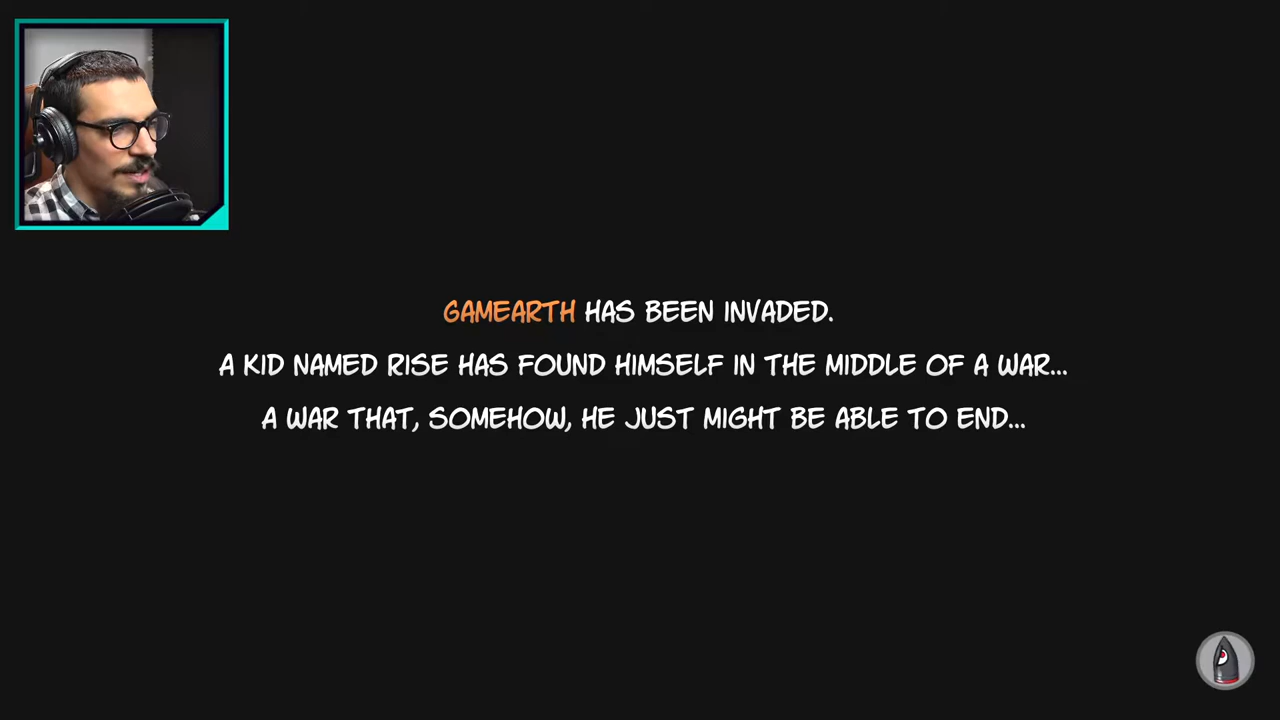 GAMEARTH HAS BEEN INVADED.
A KID NAMED RISE HAS FOUND HIMSELF IN THE MIDDLE OF A WAR...
A WAR THAT, SOMEHOW, HE JUST MIGHT BE ABLE TO END...